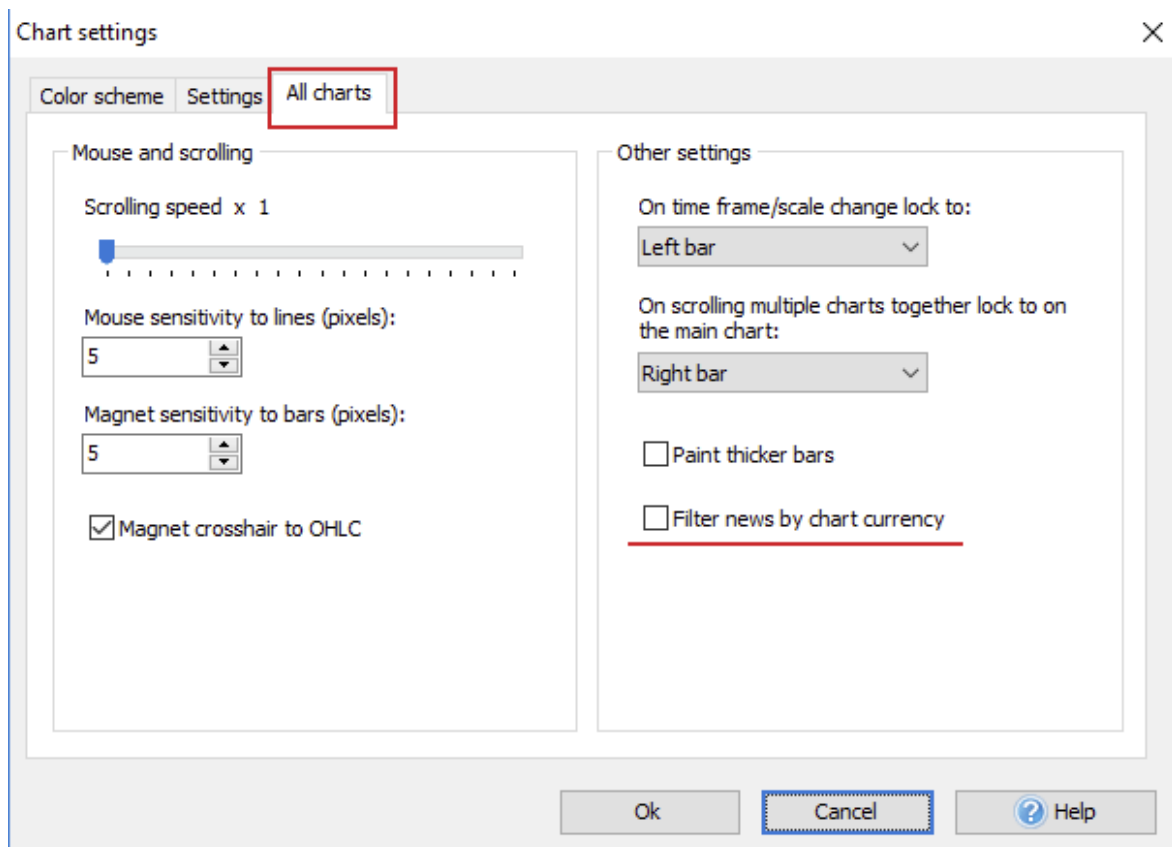 Chart settings
Color scheme
Settings
All charts
Mouse and scrolling
Scrolling speed x 1
Mouse sensitivity to lines (pixels):
5
Magnet sensitivity to bars (pixels):
5
Magnet crosshair to OHLC
Other settings
On time frame/scale change lock to:
Left bar
On scrolling multiple charts together lock to on
the main chart:
Right bar
Paint thicker bars
Filter news by chart currency
Ok
Cancel
? Help